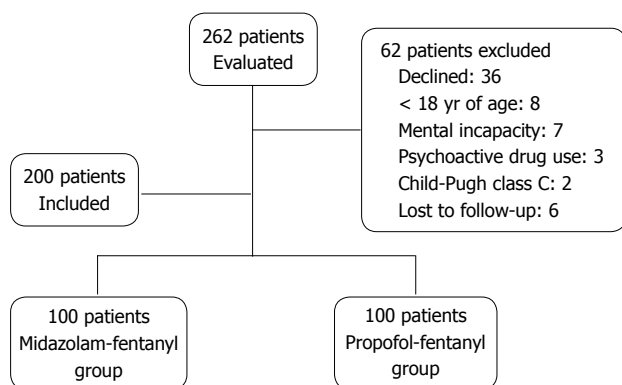 262 patients
Evaluated
62 patients excluded
Declined: 36
< 18 yr of age: 8
Mental incapacity: 7
Psychoactive drug use: 3
Child-Pugh class C: 2
Lost to follow-up: 6
200 patients
Included
100 patients
Midazolam-fentanyl
group
100 patients
Propofol-fentanyl
group